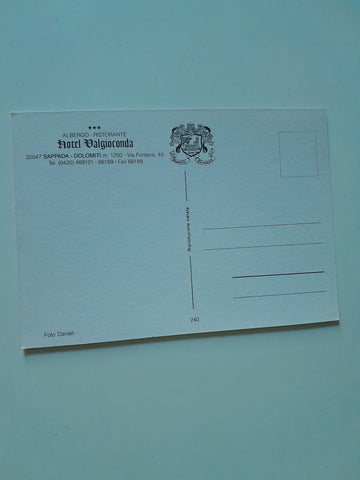 ★★★
ALBERGO - RISTORANTE
Hotel Valgioconda
32047 SAPPADA - DOLOMITI m. 1250 - Via Fontana, 45
Tel. (0435) 469121 - 66189 / Fax 66189
Riproduzione vietata
240
Foto Danieli